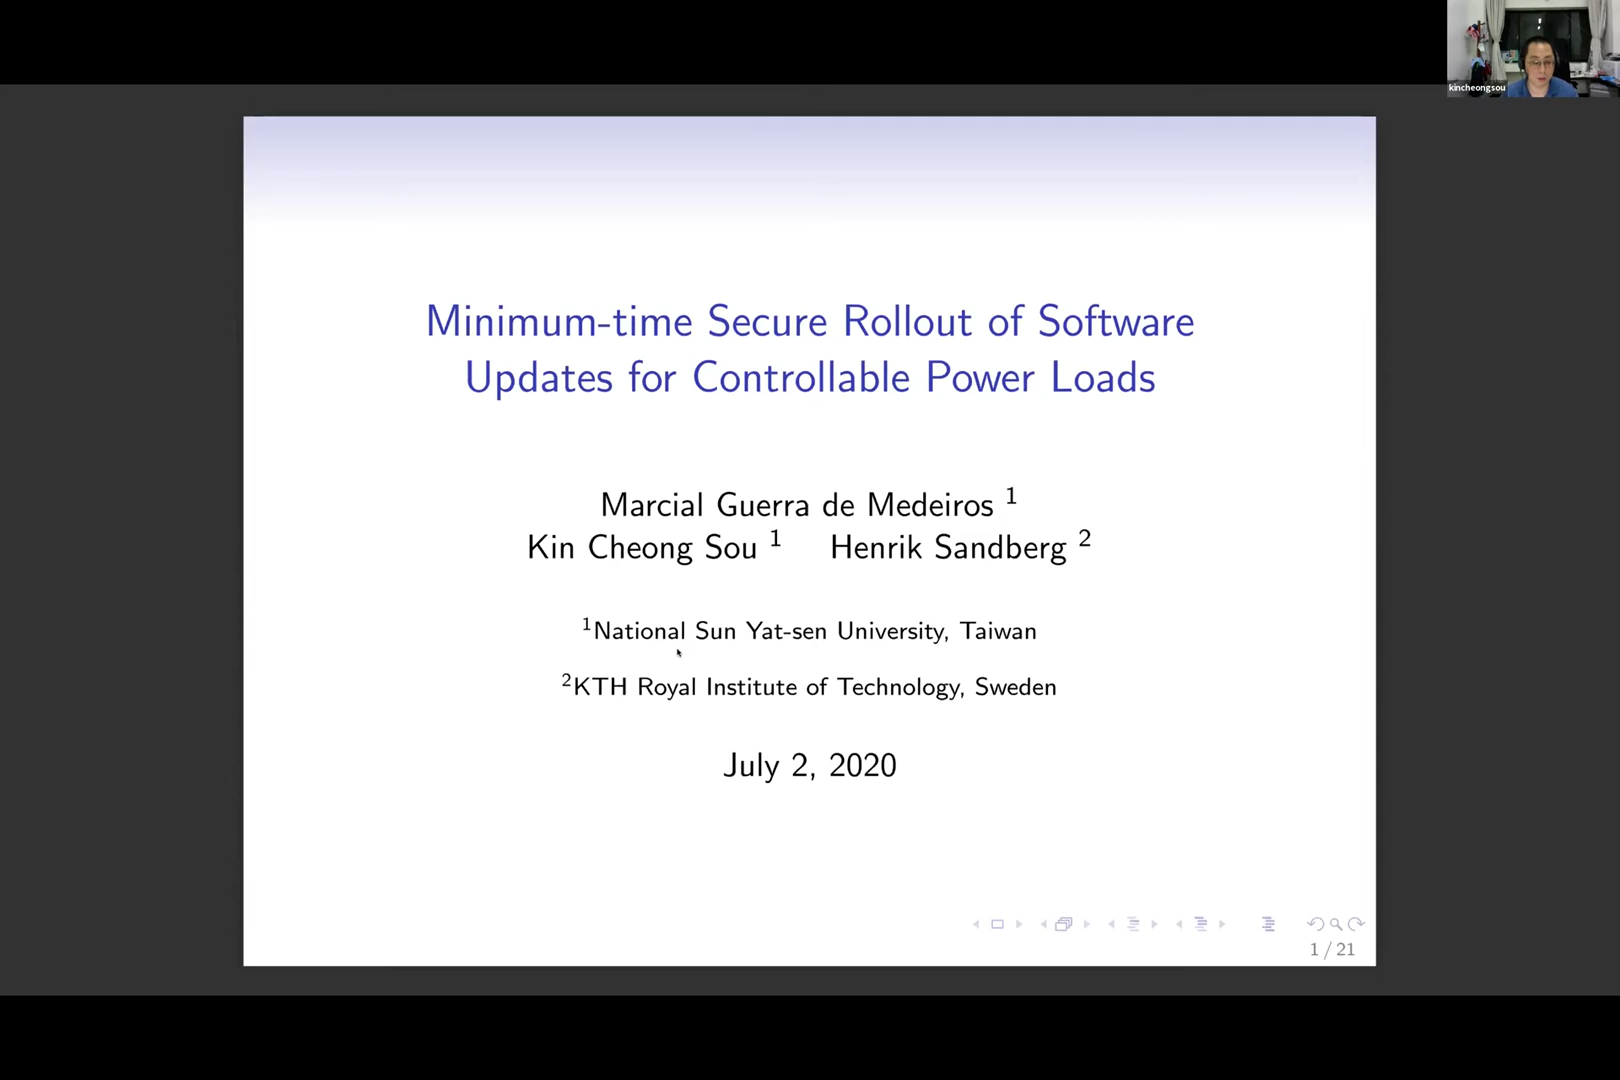 kincheongsou
Minimum-time Secure Rollout of Software
Updates for Controllable Power Loads
Marcial Guerra de Medeiros 1
Kin Cheong Sou 1 Henrik Sandberg 2
1National Sun Yat-sen University, Taiwan
2KTH Royal Institute of Technology, Sweden
July 2, 2020
1 / 21